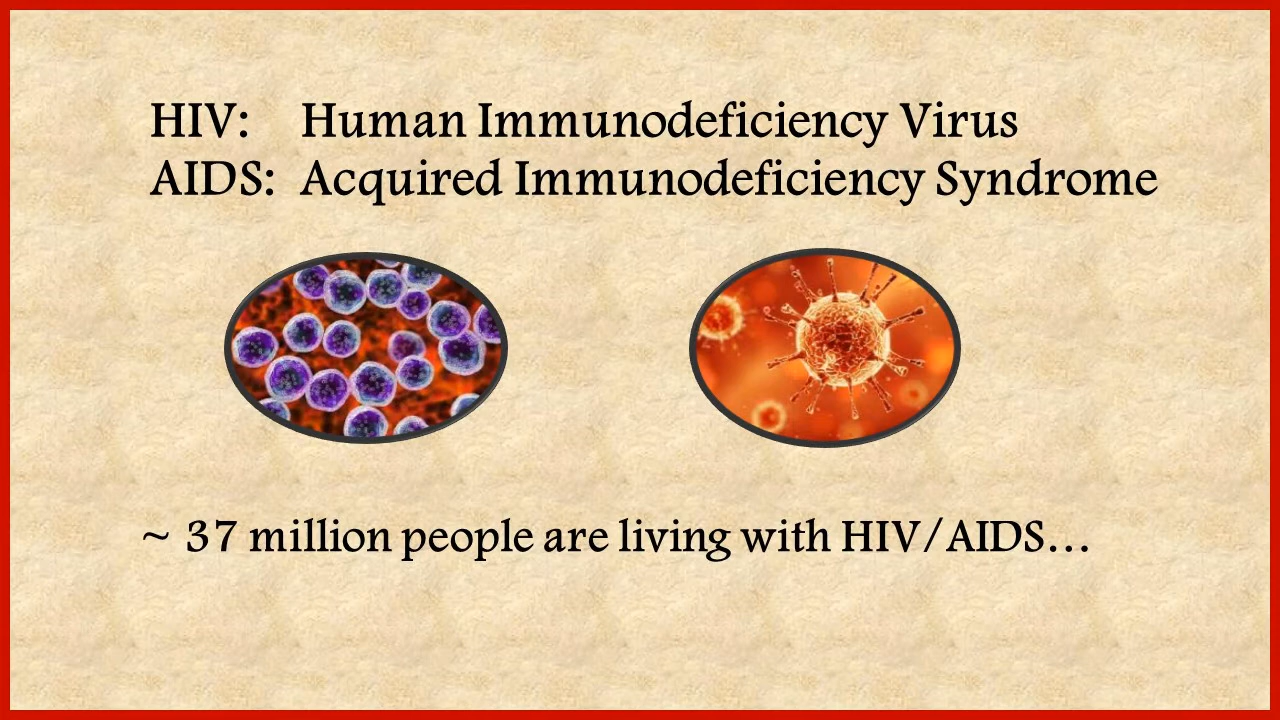 HIV: Human Immunodeficiency Virus
AIDS: Acquired Immunodeficiency Syndrome
~ 37 million people are living with HIV/AIDS…